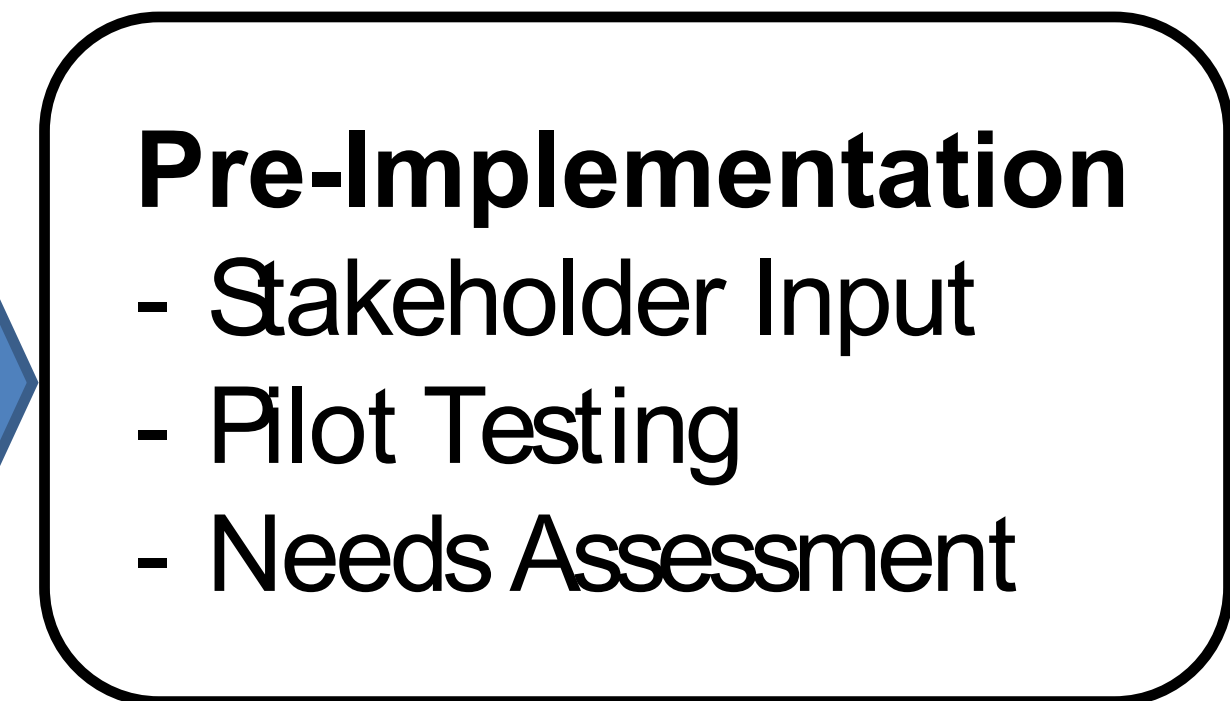 Pre-Implementation
- Stakeholder Input
- Pilot Testing
- Needs Assessment